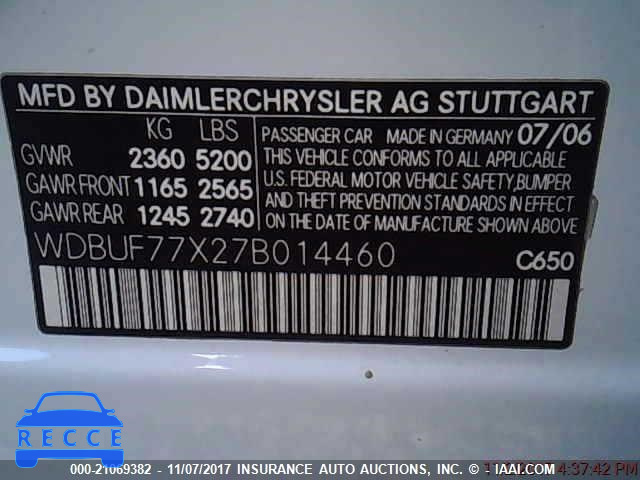 MFD BY DAIMLERCHRYSLER AG STUTTGART
KG LBS
GVWR 2360 5200
GAWR FRONT 1165 2565
GAWR REAR 1245 2740
PASSENGER CAR MADE IN GERMANY 07/06
THIS VEHICLE CONFORMS TO ALL APPLICABLE
U.S. FEDERAL MOTOR VEHICLE SAFETY, BUMPER
AND THEFT PREVENTION STANDARDS IN EFFECT
ON THE DATE OF MANUFACTURE SHOWN ABOVE
WDBUF77X27B014460
C650
RECCE
000-21069382 - 11/07/2017 INSURANCE AUTO AUCTIONS, INC. - © 1AAI.COM
4:37:42 PM